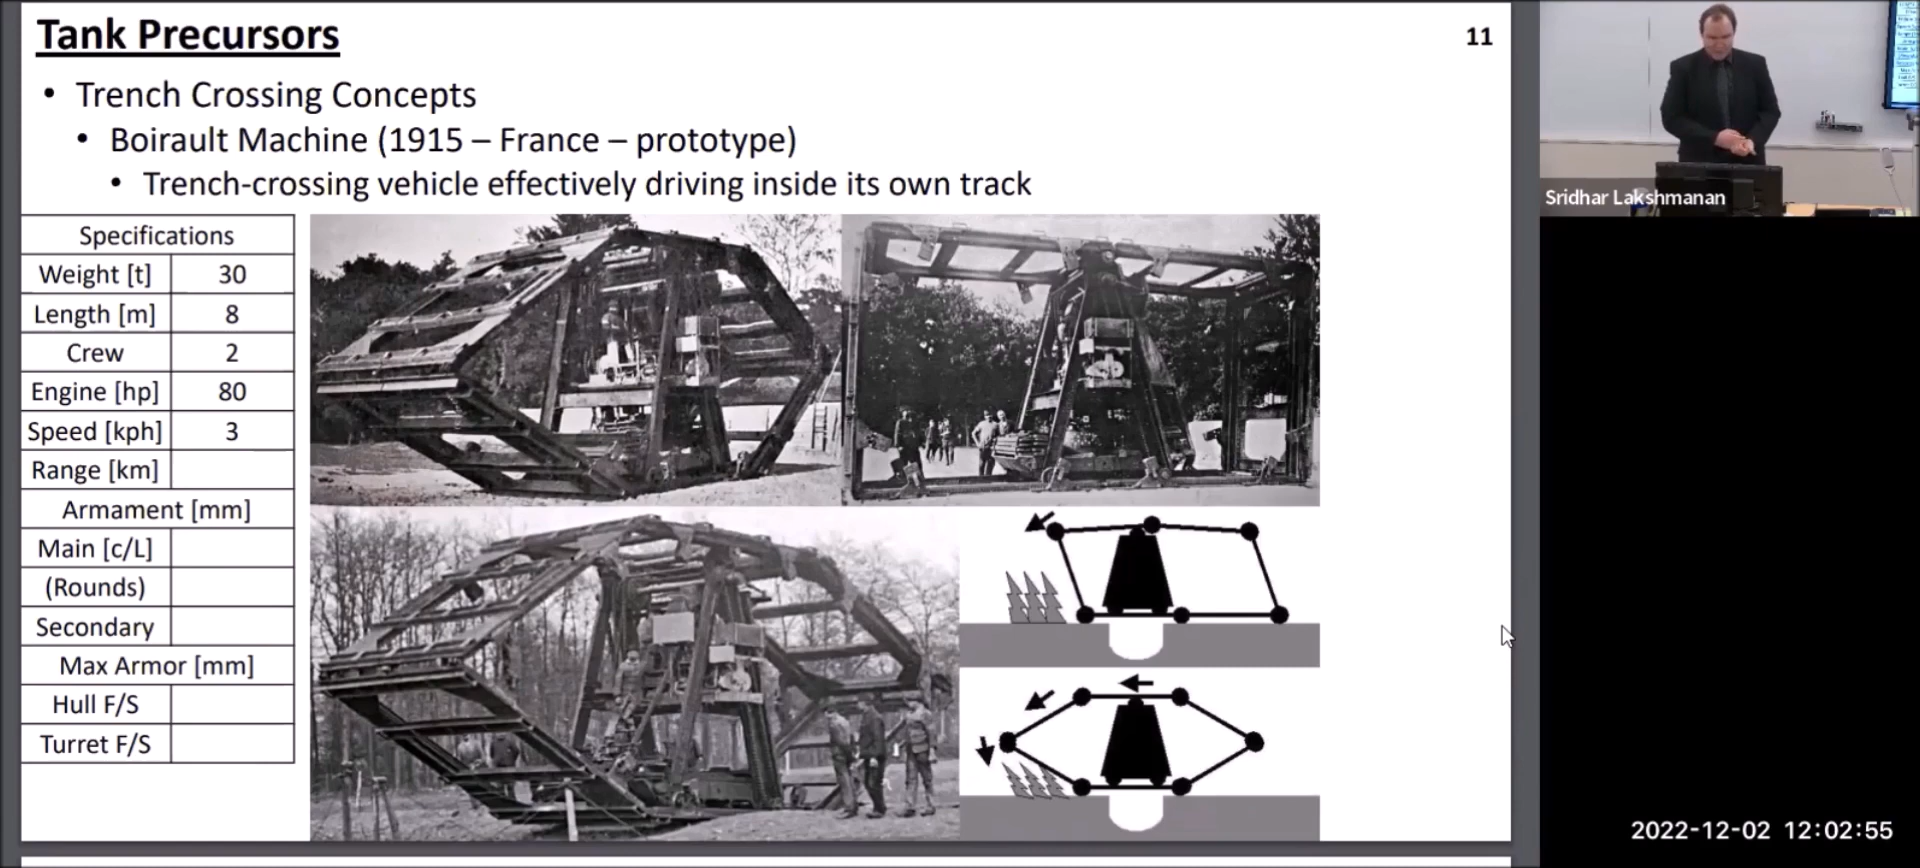 Tank Precursors
11
• Trench Crossing Concepts
• Boirault Machine (1915 – France – prototype)
• Trench-crossing vehicle effectively driving inside its own track
Specifications
Weight [t] 30
Length [m] 8
Crew 2
Engine [hp] 80
Speed [kph] 3
Range [km]
Armament [mm]
Main [c/L]
(Rounds)
Secondary
Max Armor [mm]
Hull F/S
Turret F/S
Sridhar Lakshmanan
2022-12-02 12:02:55